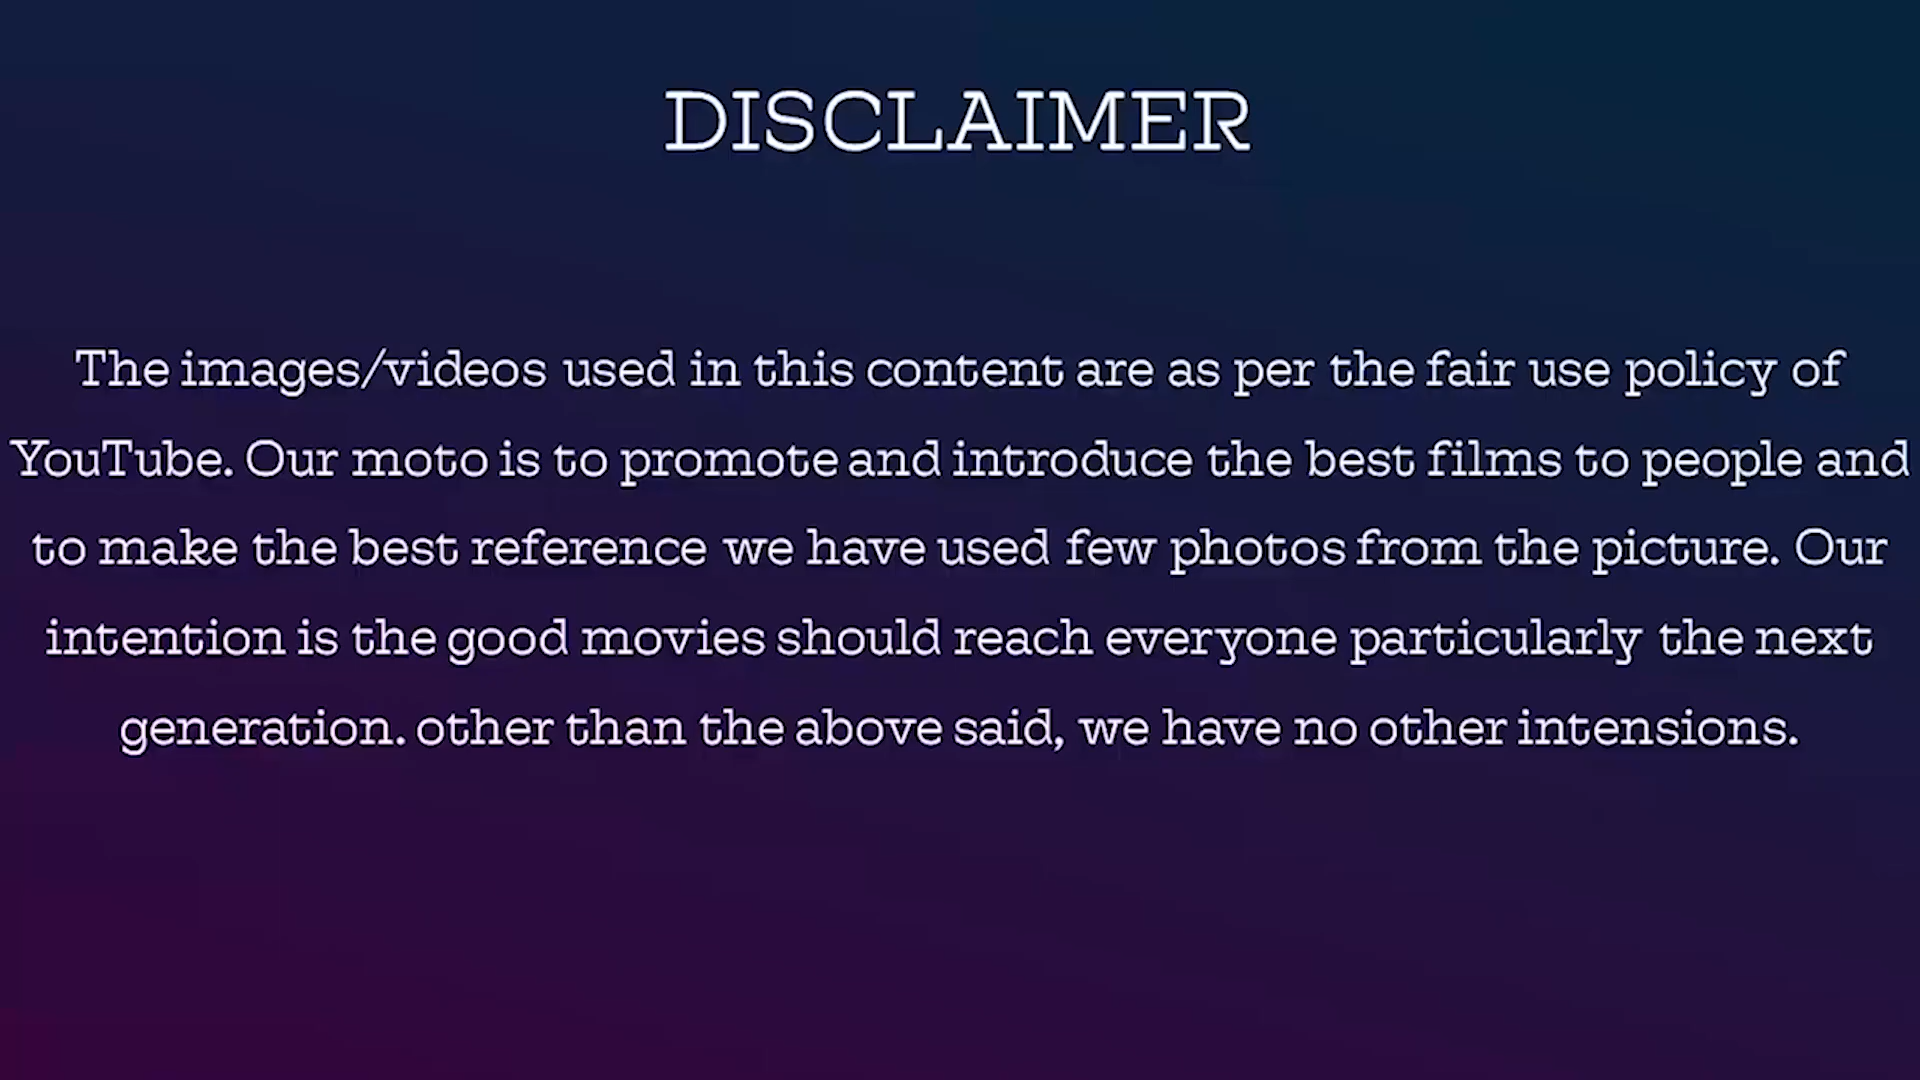 DISCLAIMER
The images/videos used in this content are as per the fair use policy of
YouTube. Our moto is to promote and introduce the best films to people and
to make the best reference we have used few photos from the picture. Our
intention is the good movies should reach everyone particularly the next
generation. other than the above said, we have no other intensions.